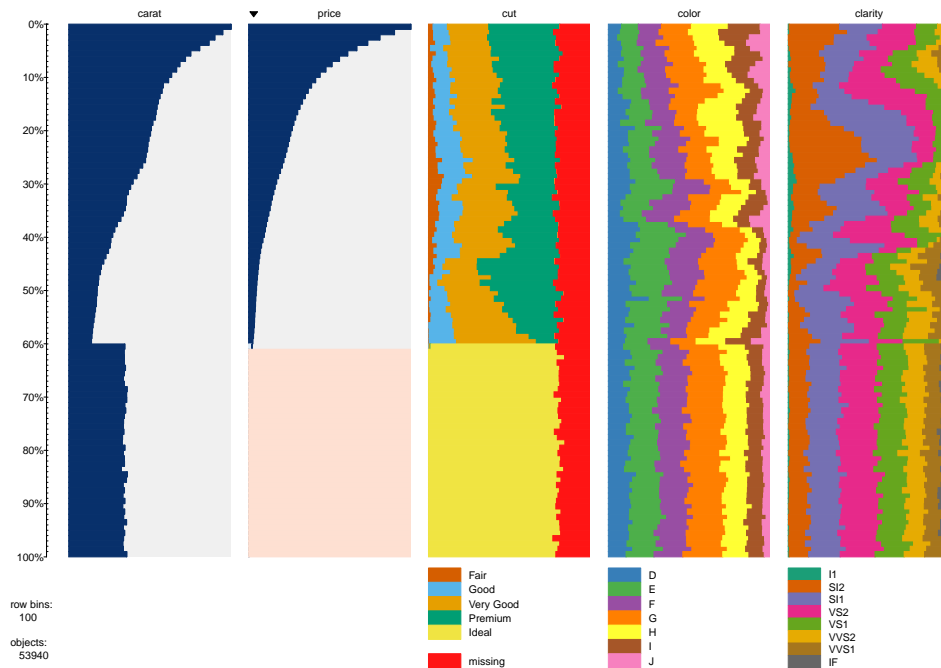 carat price cut color clarity
0%
10%
20%
30%
40%
50%
60%
70%
80%
90%
100%
Fair D I1
Good E SI2
Very Good F SI1
Premium G VS2
Ideal H VS1
I VVS2
missing J VVS1
IF
row bins:
100
objects:
53940